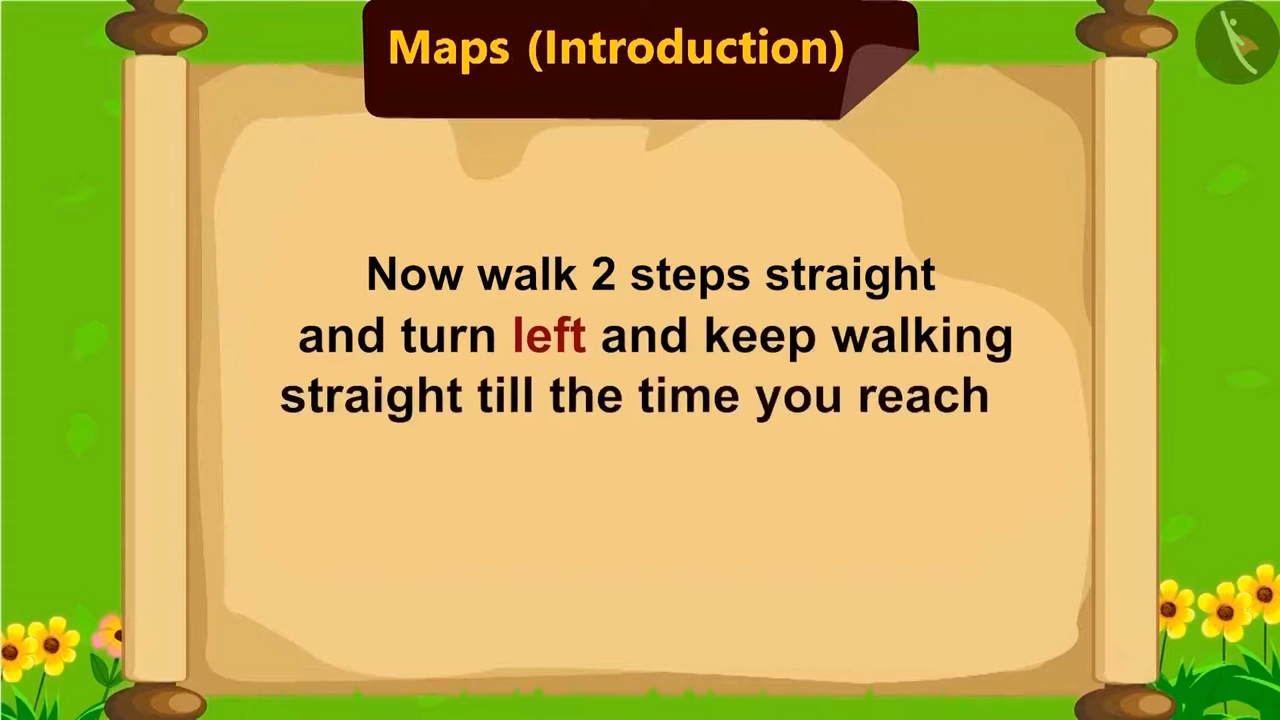 Maps (Introduction)
Now walk 2 steps straight
and turn left and keep walking
straight till the time you reach